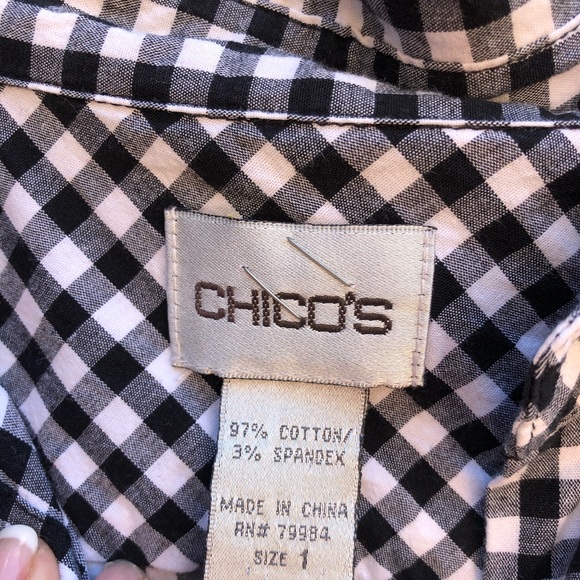 CHICO'S
97% COTTON/
3% SPANDEX
MADE IN CHINA
RN# 79984
SIZE 1